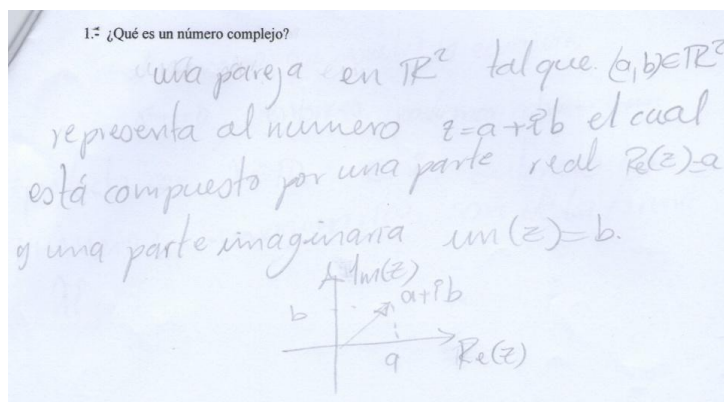 1.- ¿Qué es un número complejo?
una pareja en ℝ² tal que (a,b)∈ℝ²
representa al numero z=a+ib el cual
está compuesto por una parte real Re(z)=a
y una parte imaginaria im(z)=b.
Im(z)
a+ib
b
a
Re(z)